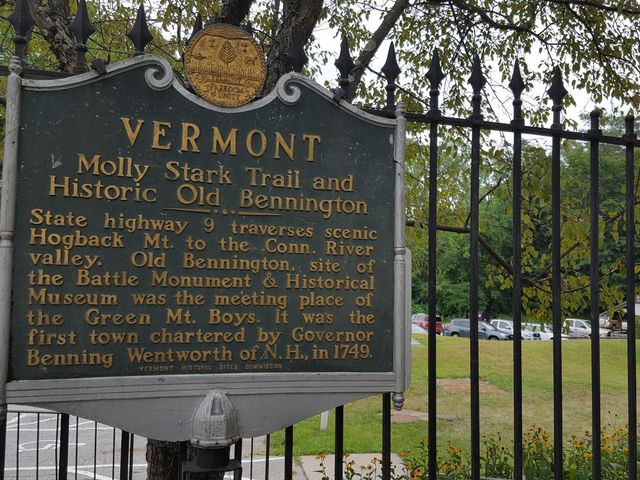 VERMONT
Molly Stark Trail and
Historic Old Bennington
State highway 9 traverses scenic
Hogback Mt. to the Conn. River
valley. Old Bennington, site of
the Battle Monument & Historical
Museum was the meeting place of
the Green Mt. Boys. It was the
first town chartered by Governor
Benning Wentworth of N.H., in 1749.
VERMONT HISTORIC SITES COMMISSION